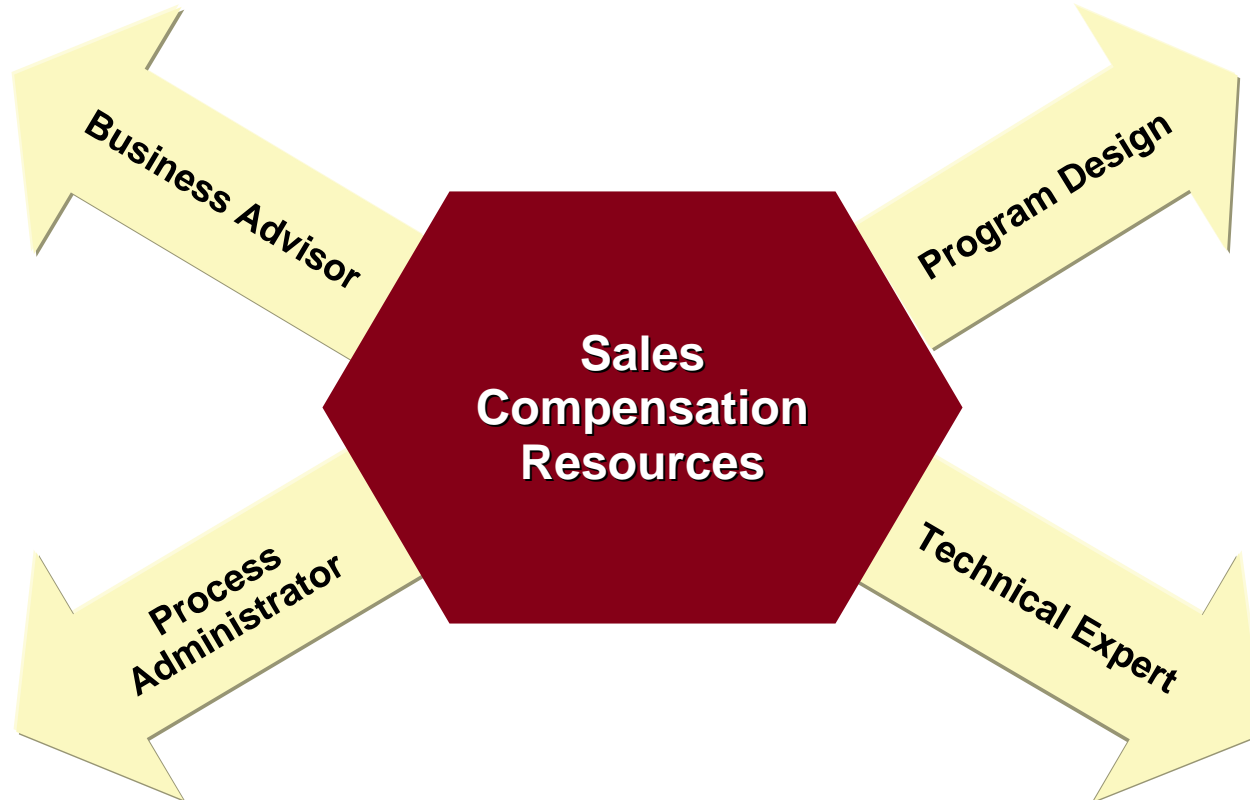 Business Advisor
Program Design
Sales
Compensation
Resources
Process
Administrator
Technical Expert